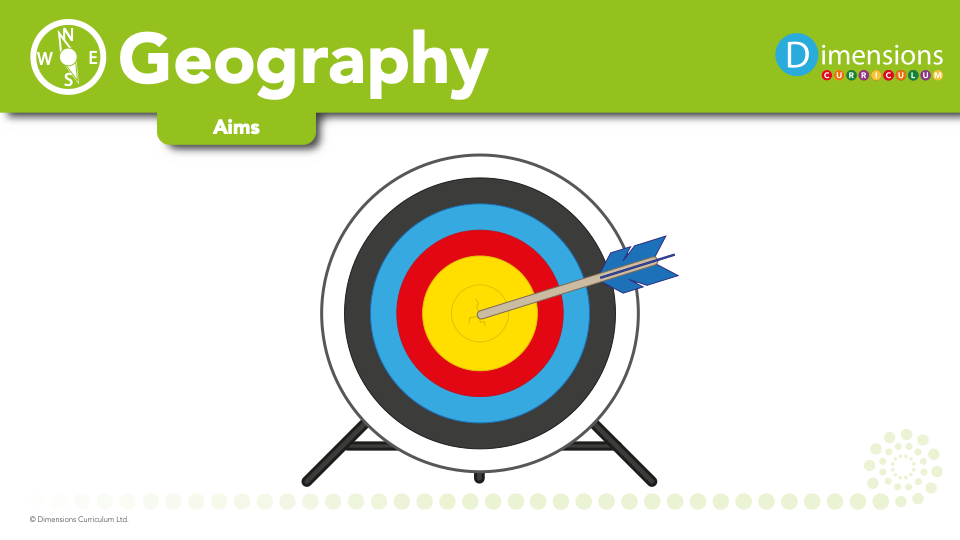 N
W E
S
Geography
Dimensions
CURRICULUM
Aims
© Dimensions Curriculum Ltd.